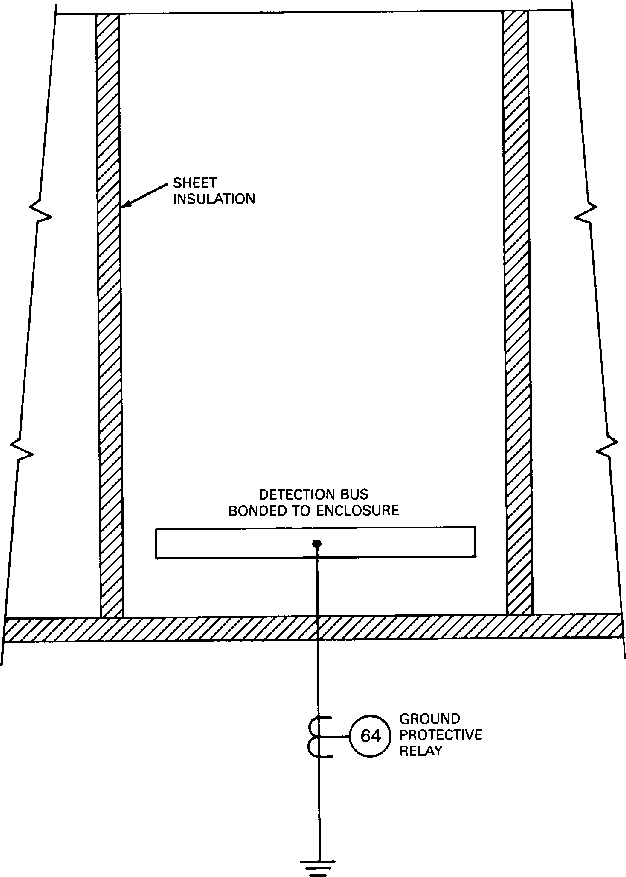 SHEET
INSULATION
DETECTION BUS
BONDED TO ENCLOSURE
64
GROUND
PROTECTIVE
RELAY